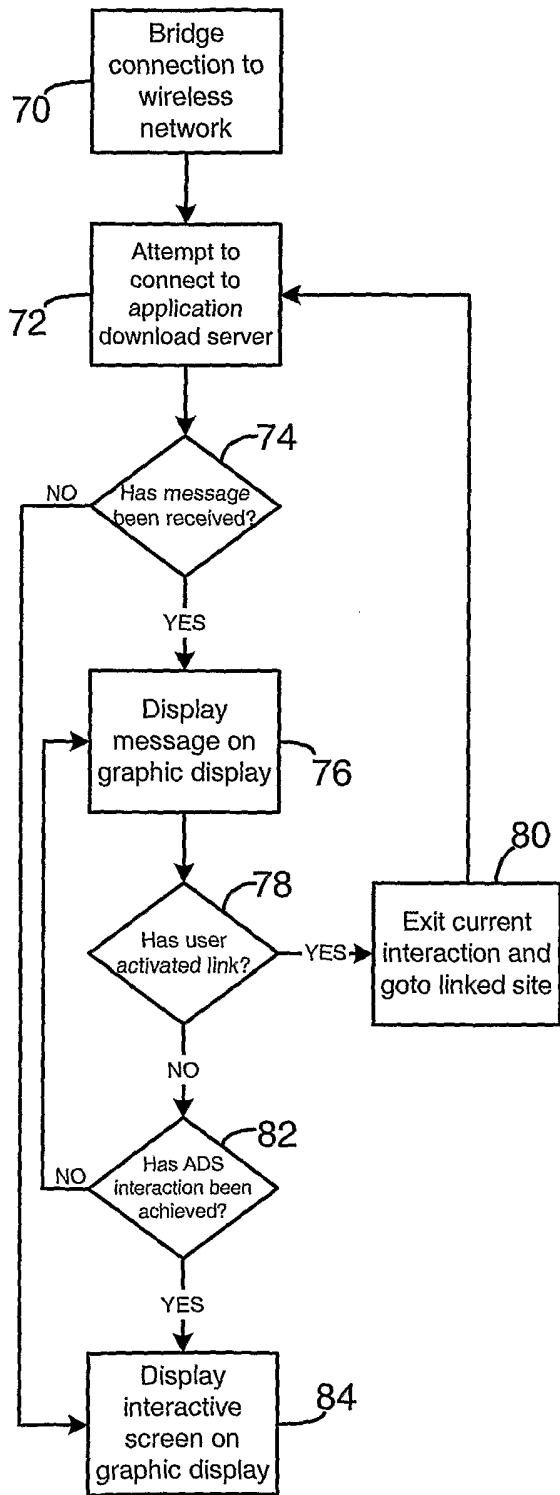 Bridge
connection to
wireless
network
70
Attempt to
connect to
application
download server
72
74
Has message
been received?
NO
YES
Display
message on
graphic display
76
78
Has user
activated link?
YES
80
Exit current
interaction and
goto linked site
NO
82
Has ADS
interaction been
achieved?
NO
YES
Display
interactive
screen on
graphic display
84